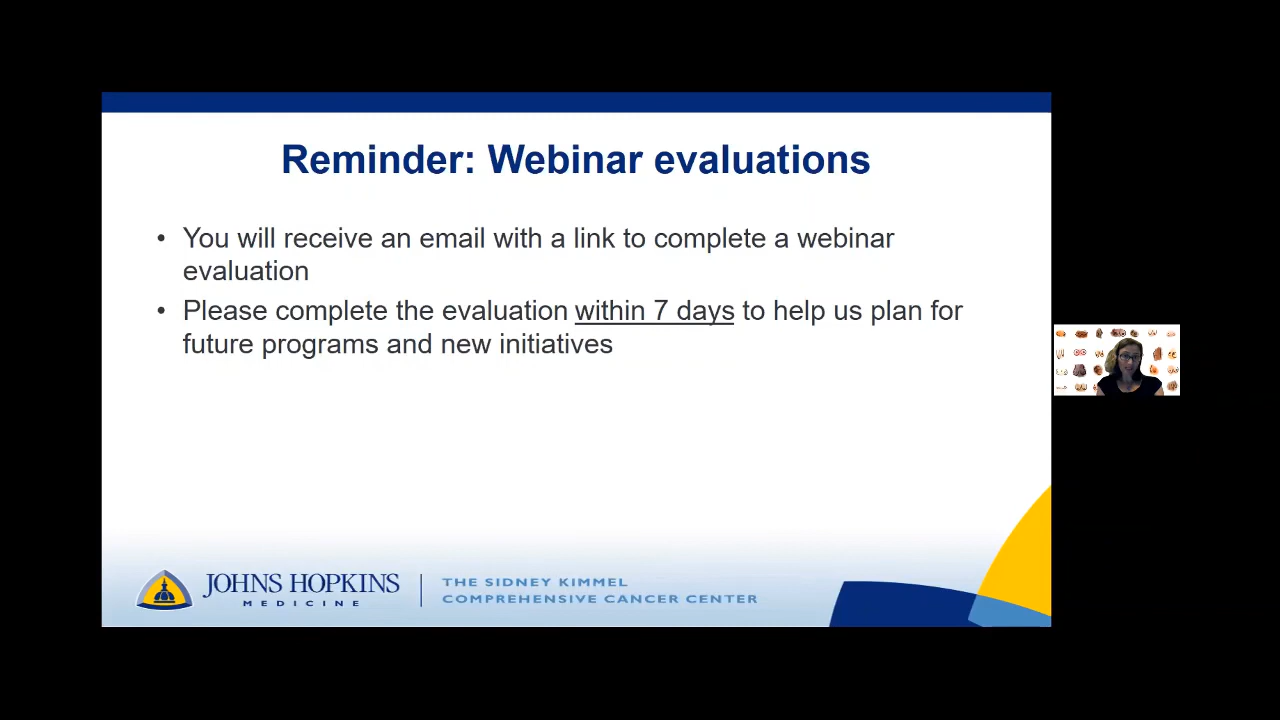 Reminder: Webinar evaluations
• You will receive an email with a link to complete a webinar
evaluation
• Please complete the evaluation within 7 days to help us plan for
future programs and new initiatives
JOHNS HOPKINS
MEDICINE
THE SIDNEY KIMMEL
COMPREHENSIVE CANCER CENTER